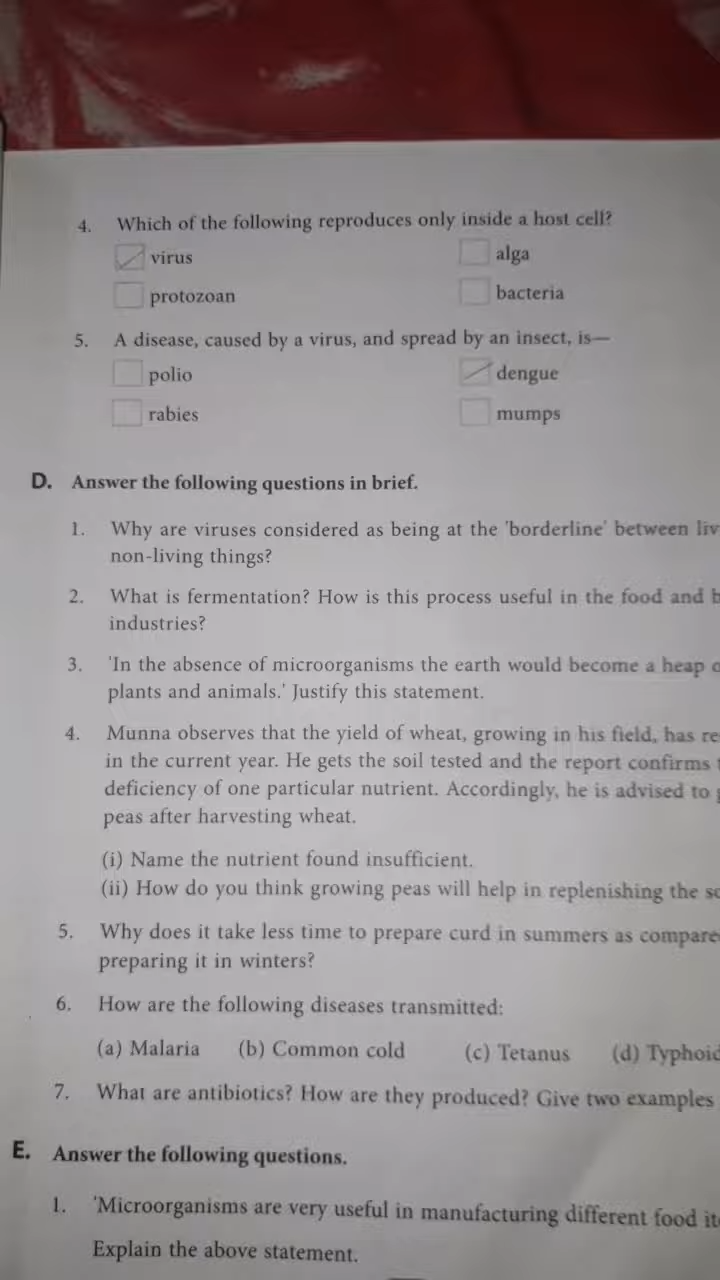 4. Which of the following reproduces only inside a host cell?
virus alga
protozoan bacteria
5. A disease, caused by a virus, and spread by an insect, is—
polio dengue
rabies mumps
D. Answer the following questions in brief.
1. Why are viruses considered as being at the 'borderline' between
non-living things?
2. What is fermentation? How is this process useful in the food and
industries?
3. 'In the absence of microorganisms the earth would become a heap
plants and animals.' Justify this statement.
4. Munna observes that the yield of wheat, growing in his field, has
in the current year. He gets the soil tested and the report confirms
deficiency of one particular nutrient. Accordingly, he is advised to
peas after harvesting wheat.
(i) Name the nutrient found insufficient.
(ii) How do you think growing peas will help in replenishing the
5. Why does it take less time to prepare curd in summers as
preparing it in winters?
6. How are the following diseases transmitted:
(a) Malaria (b) Common cold (c) Tetanus (d)
7. What are antibiotics? How are they produced? Give two examples
E. Answer the following questions.
1. 'Microorganisms are very useful in manufacturing different food
Explain the above statement.